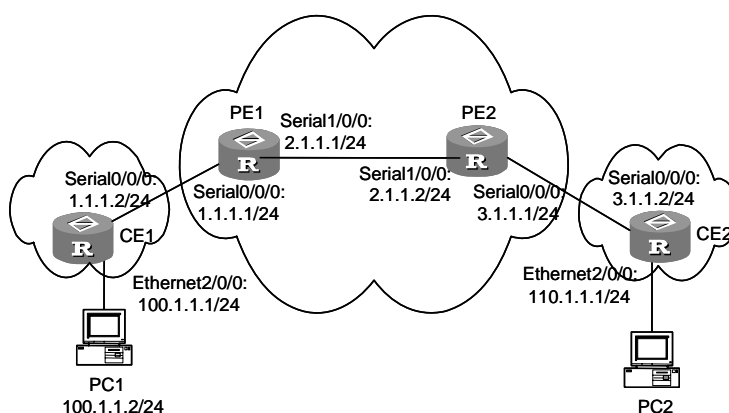 PE1
Serial1/0/0:
2.1.1.1/24
R
PE2
R
Serial1/0/0:
2.1.1.2/24
Serial0/0/0:
1.1.1.2/24
Serial0/0/0:
1.1.1.1/24
Serial0/0/0:
3.1.1.1/24
Serial0/0/0:
3.1.1.2/24
R
CE1
R
CE2
Ethernet2/0/0:
100.1.1.1/24
Ethernet2/0/0:
110.1.1.1/24
PC1
100.1.1.2/24
PC2